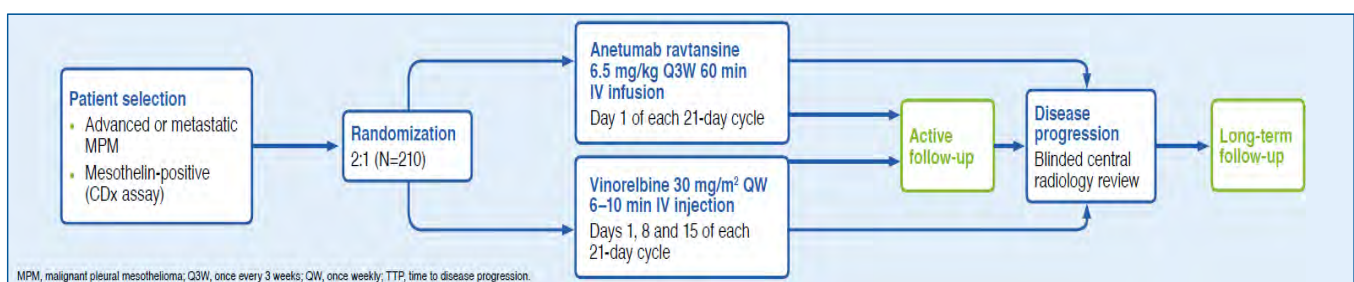 Patient selection
• Advanced or metastatic
MPM
• Mesothelin-positive
(CDx assay)
Randomization
2:1 (N=210)
Anetumab ravtansine
6.5 mg/kg Q3W 60 min
IV infusion
Day 1 of each 21-day cycle
Vinorelbine 30 mg/m² QW
6–10 min IV injection
Days 1, 8 and 15 of each
21-day cycle
Active
follow-up
Disease
progression
Blinded central
radiology review
Long-term
follow-up
MPM, malignant pleural mesothelioma; Q3W, once every 3 weeks; QW, once weekly; TTP, time to disease progression.